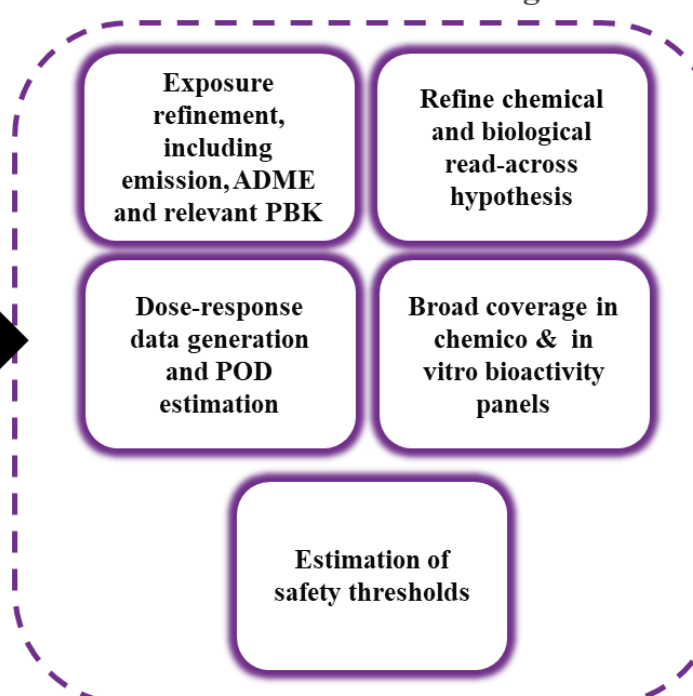 Exposure
refinement,
including
emission, ADME
and relevant PBK
Refine chemical
and biological
read-across
hypothesis
Dose-response
data generation
and POD
estimation
Broad coverage in
chemico & in
vitro bioactivity
panels
Estimation of
safety thresholds